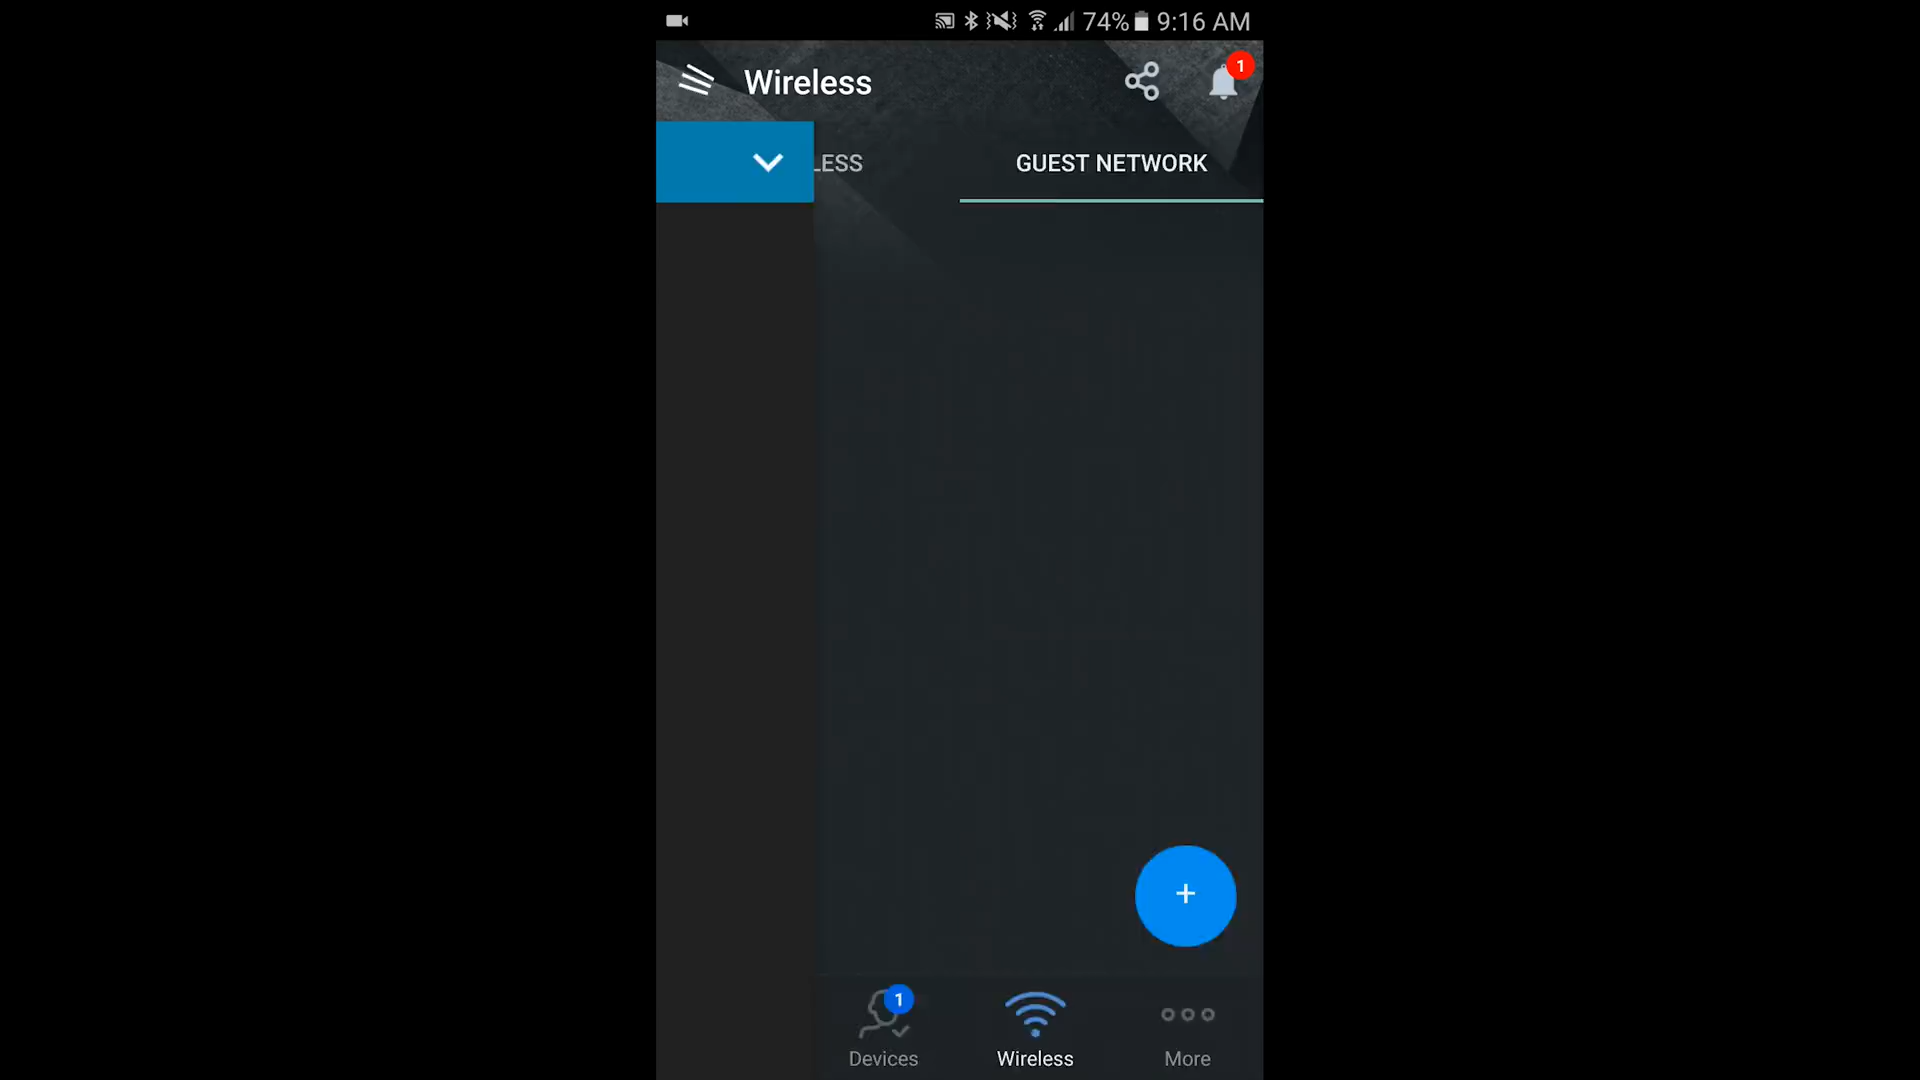 74% 9:16 AM
Wireless
1
LESS
GUEST NETWORK
+
1
Devices
Wireless
More